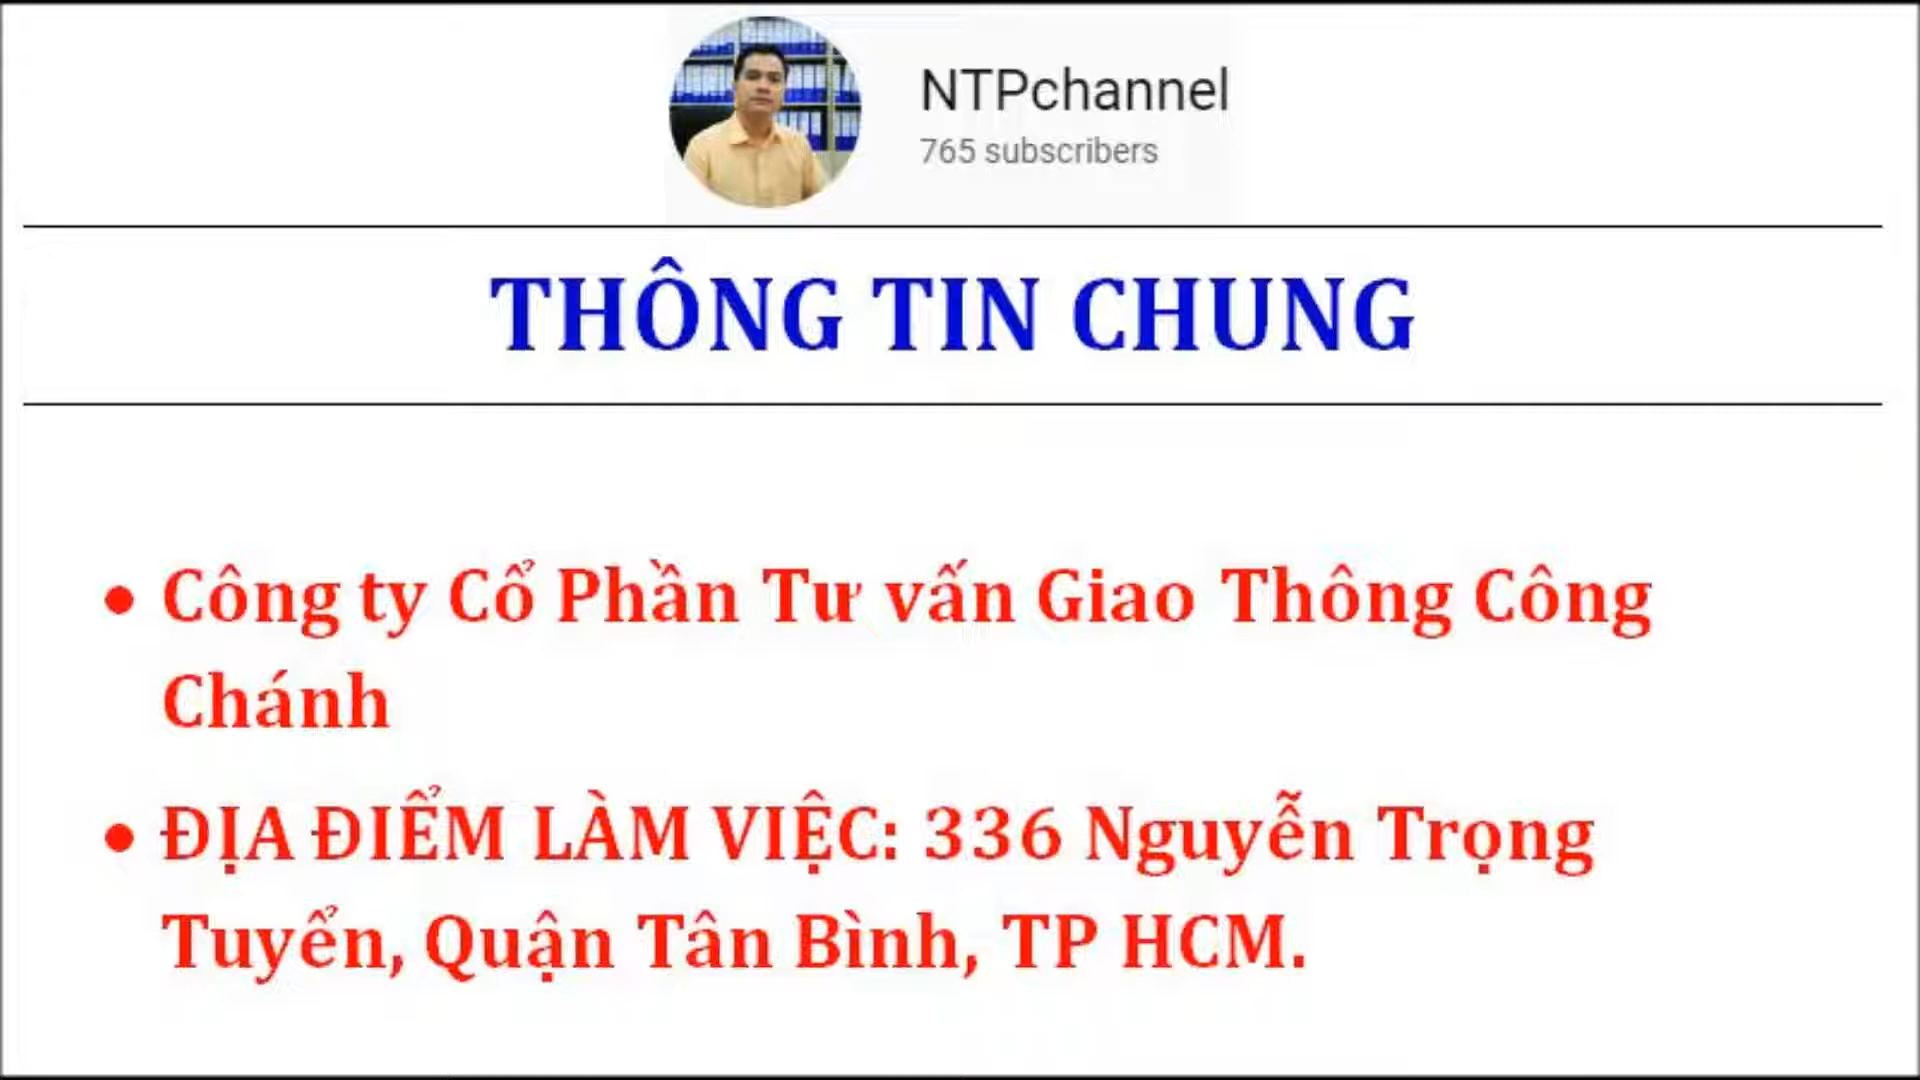 NTPchannel
765 subscribers
THÔNG TIN CHUNG
• Công ty Cổ Phần Tư vấn Giao Thông Công
Chánh
• ĐỊA ĐIỂM LÀM VIỆC: 336 Nguyễn Trọng
Tuyển, Quận Tân Bình, TP HCM.